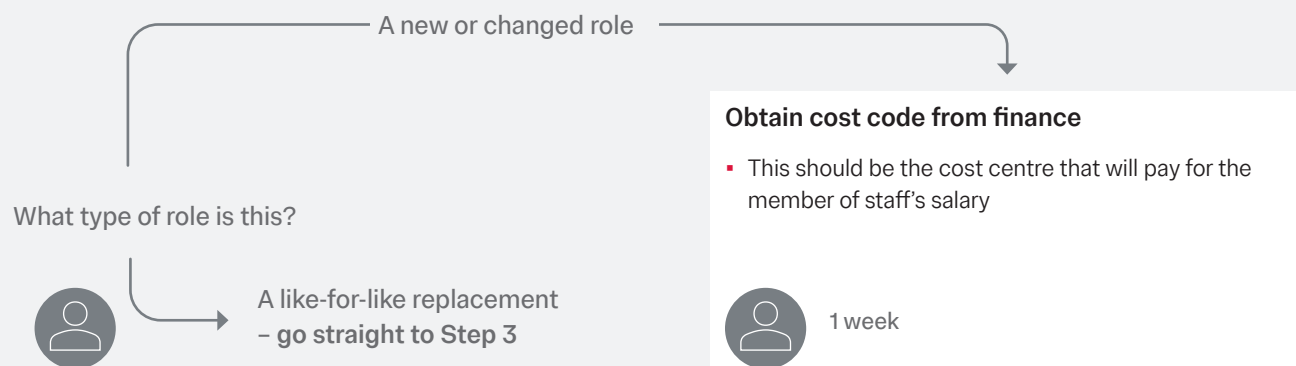 A new or changed role
What type of role is this?
A like-for-like replacement
– go straight to Step 3
Obtain cost code from finance
▪ This should be the cost centre that will pay for the
member of staff’s salary
1 week